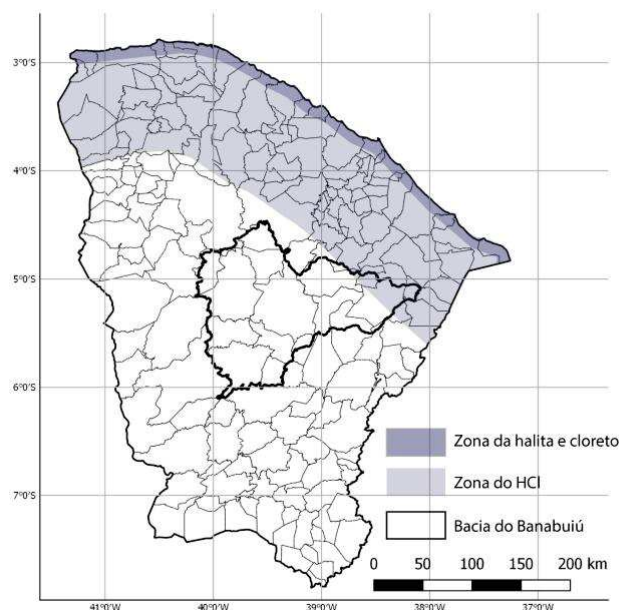 3°0'S
4°0'S
5°0'S
6°0'S
7°0'S
Zona da halita e cloreto
Zona do HCl
Bacia do Banabuiú
0 50 100 150 200 km
41°0'W 40°0'W 39°0'W 38°0'W 37°0'W